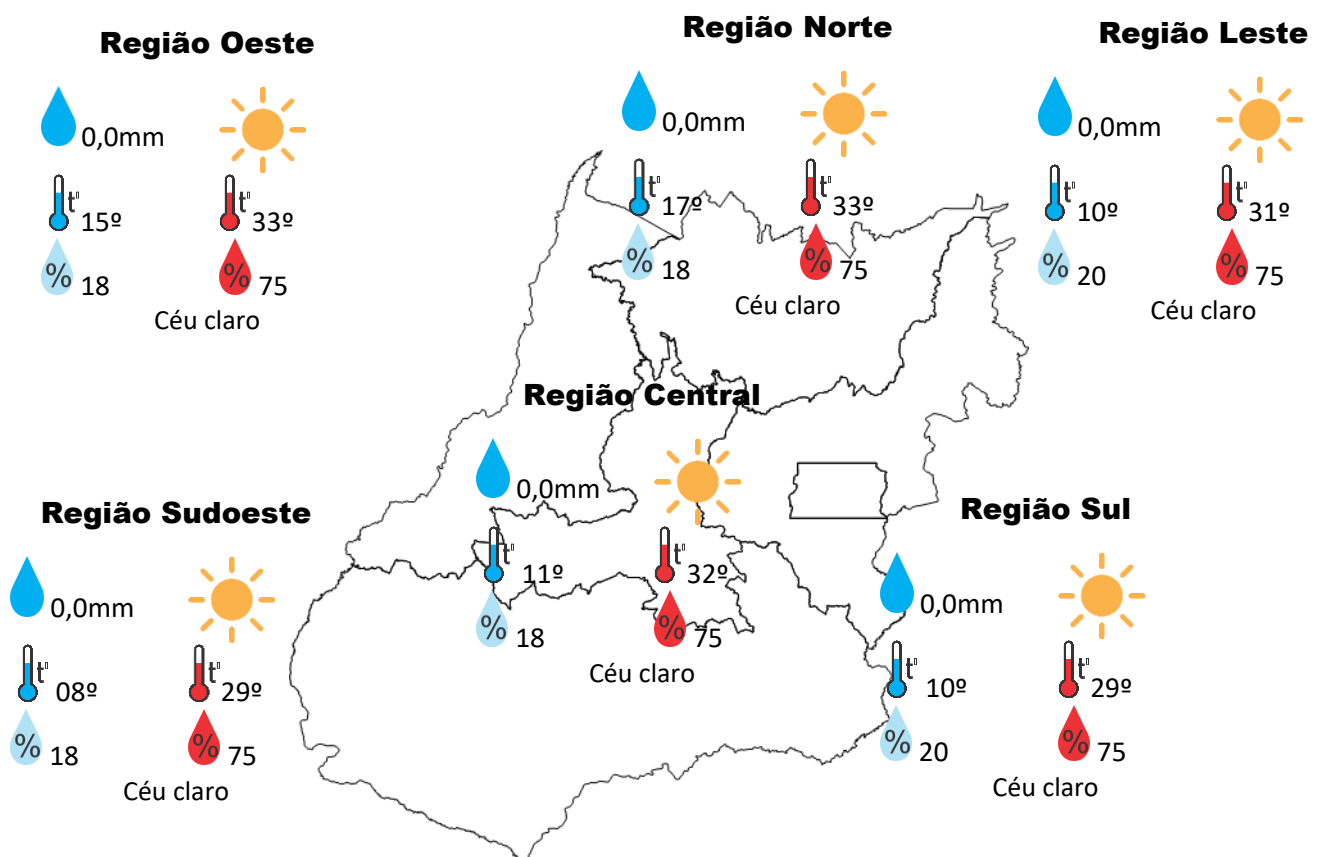 Região Oeste
0,0mm
t°
15º
t°
33º
%
18
%
75
Céu claro
Região Norte
0,0mm
t°
17º
t°
33º
%
18
%
75
Céu claro
Região Leste
0,0mm
t°
10º
t°
31º
%
20
%
75
Céu claro
Região Central
0,0mm
t°
11º
t°
32º
%
18
%
75
Céu claro
Região Sudoeste
0,0mm
t°
08º
t°
29º
%
18
%
75
Céu claro
Região Sul
0,0mm
t°
10º
t°
29º
%
20
%
75
Céu claro